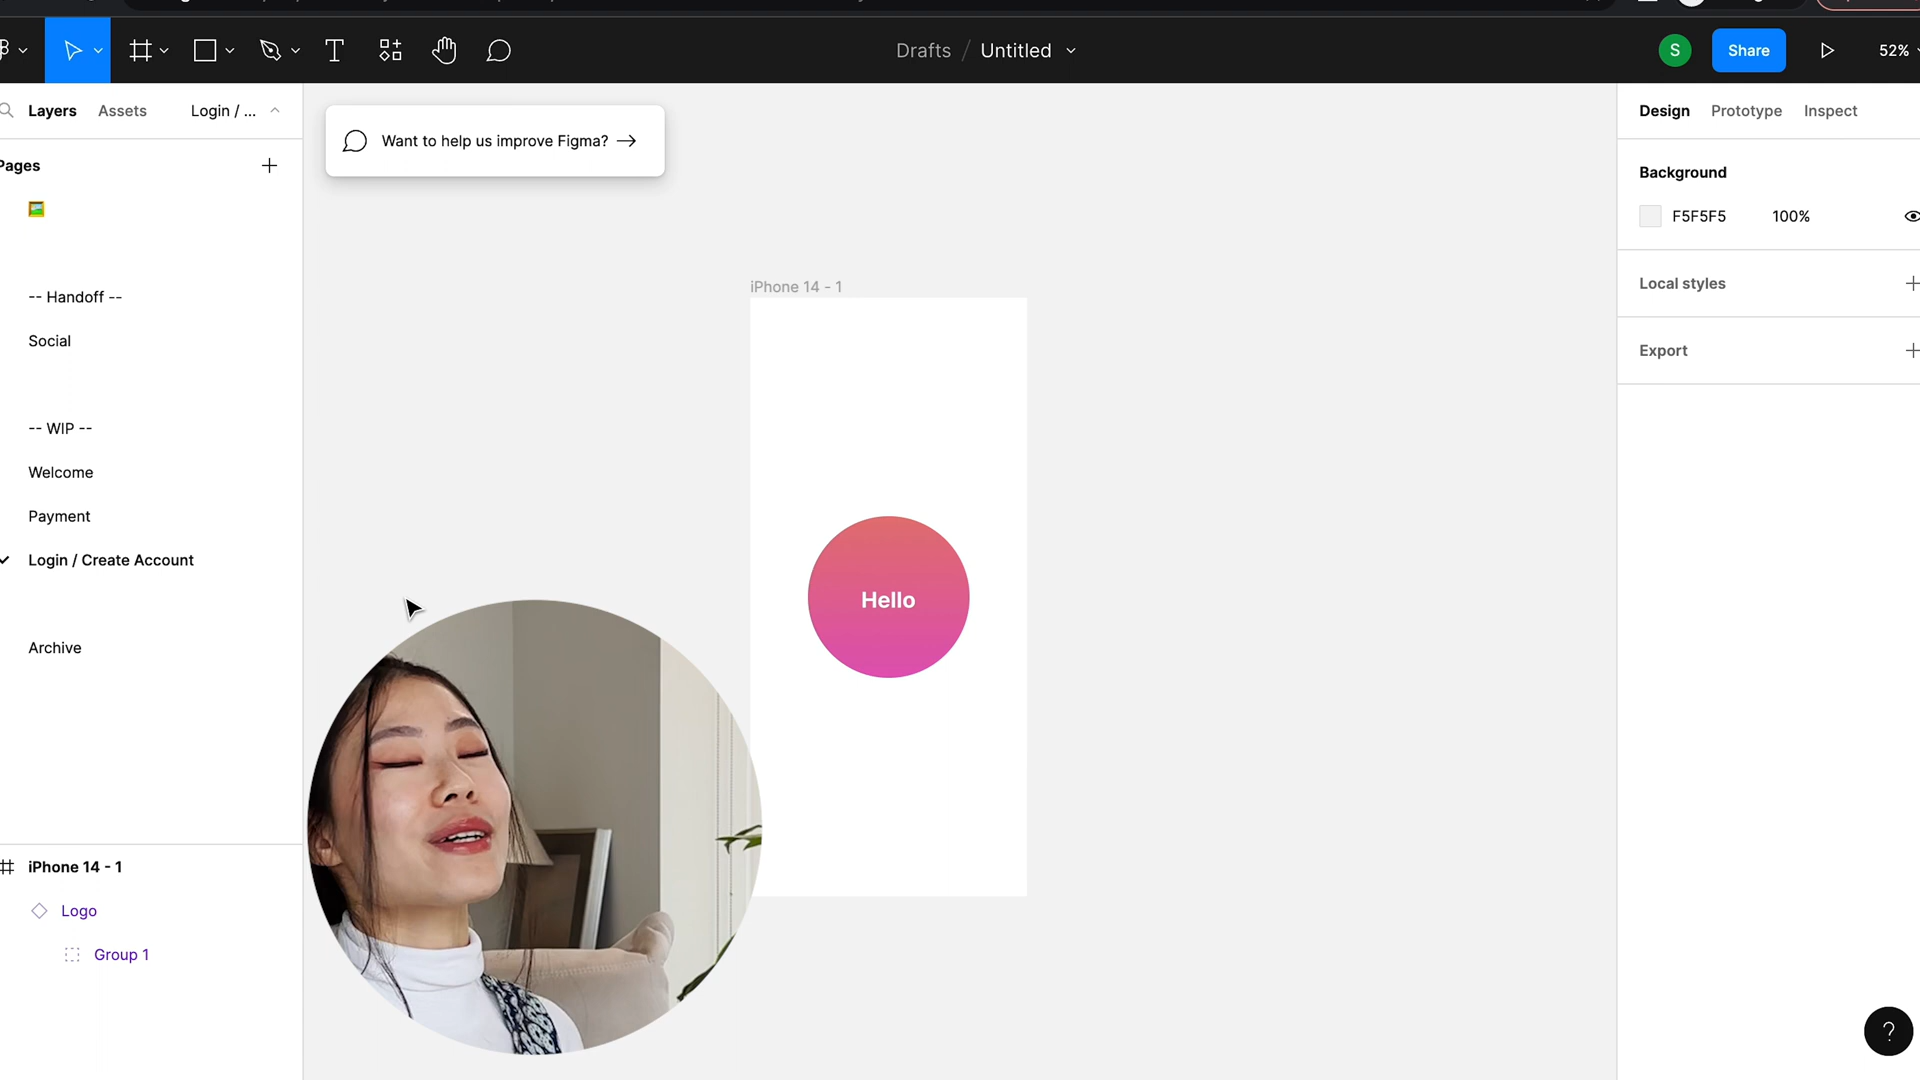 Drafts / Untitled
S
Share
52%
Layers
Assets
Login / ...
Pages
-- Handoff --
Social
-- WIP --
Welcome
Payment
Login / Create Account
Archive
iPhone 14 - 1
Logo
Group 1
Want to help us improve Figma? →
iPhone 14 - 1
Hello
Design
Prototype
Inspect
Background
F5F5F5
100%
Local styles
Export
?